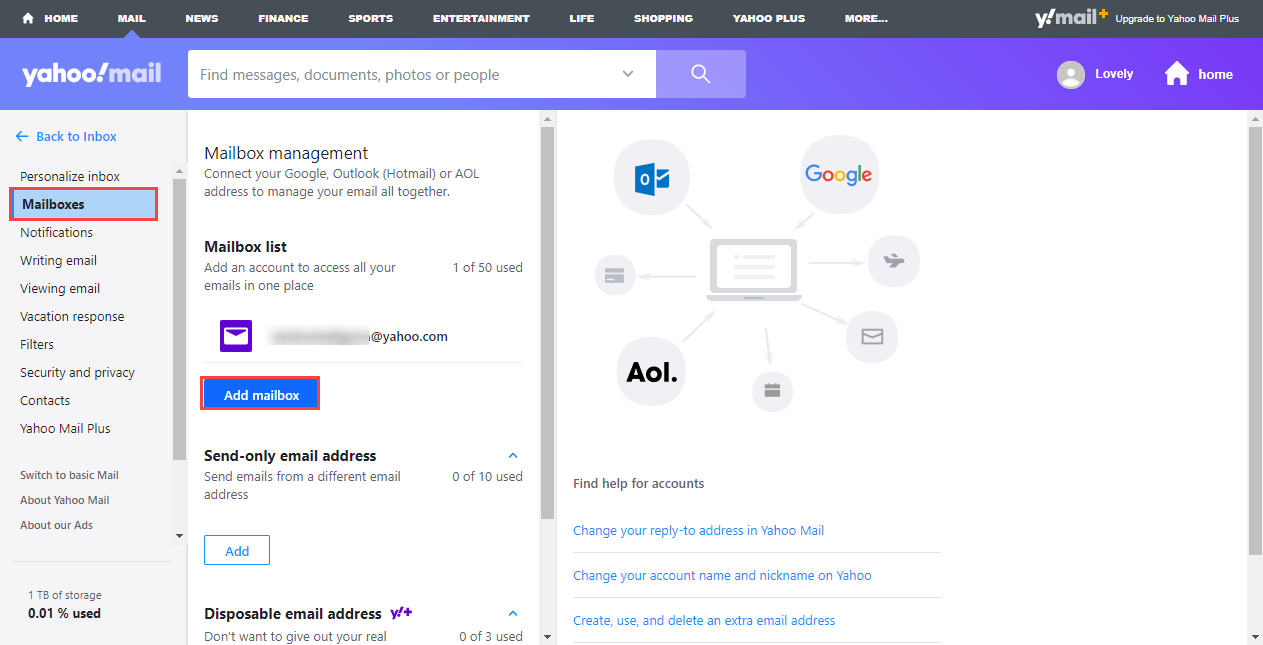 HOME MAIL NEWS FINANCE SPORTS ENTERTAINMENT LIFE SHOPPING YAHOO PLUS MORE... y!mail+ Upgrade to Yahoo Mail Plus
yahoo!mail Find messages, documents, photos or people Lovely home
Back to Inbox
Personalize inbox
Mailboxes
Notifications
Writing email
Viewing email
Vacation response
Filters
Security and privacy
Contacts
Yahoo Mail Plus
Switch to basic Mail
About Yahoo Mail
About our Ads
1 TB of storage
0.01 % used
Mailbox management
Connect your Google, Outlook (Hotmail) or AOL
address to manage your email all together.
Mailbox list
Add an account to access all your 1 of 50 used
emails in one place
@yahoo.com
Add mailbox
Send-only email address
Send emails from a different email 0 of 10 used
address
Add
Disposable email address y!+
Don't want to give out your real 0 of 3 used
o Google
Aol.
Find help for accounts
Change your reply-to address in Yahoo Mail
Change your account name and nickname on Yahoo
Create, use, and delete an extra email address